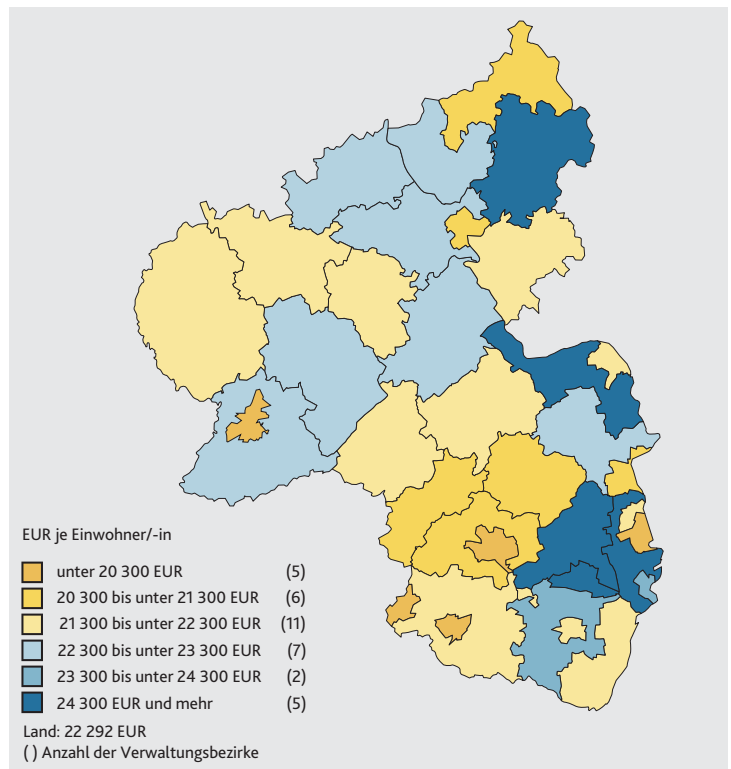 EUR je Einwohner/-in
unter 20 300 EUR (5)
20 300 bis unter 21 300 EUR (6)
21 300 bis unter 22 300 EUR (11)
22 300 bis unter 23 300 EUR (7)
23 300 bis unter 24 300 EUR (2)
24 300 EUR und mehr (5)
Land: 22 292 EUR
( ) Anzahl der Verwaltungsbezirke